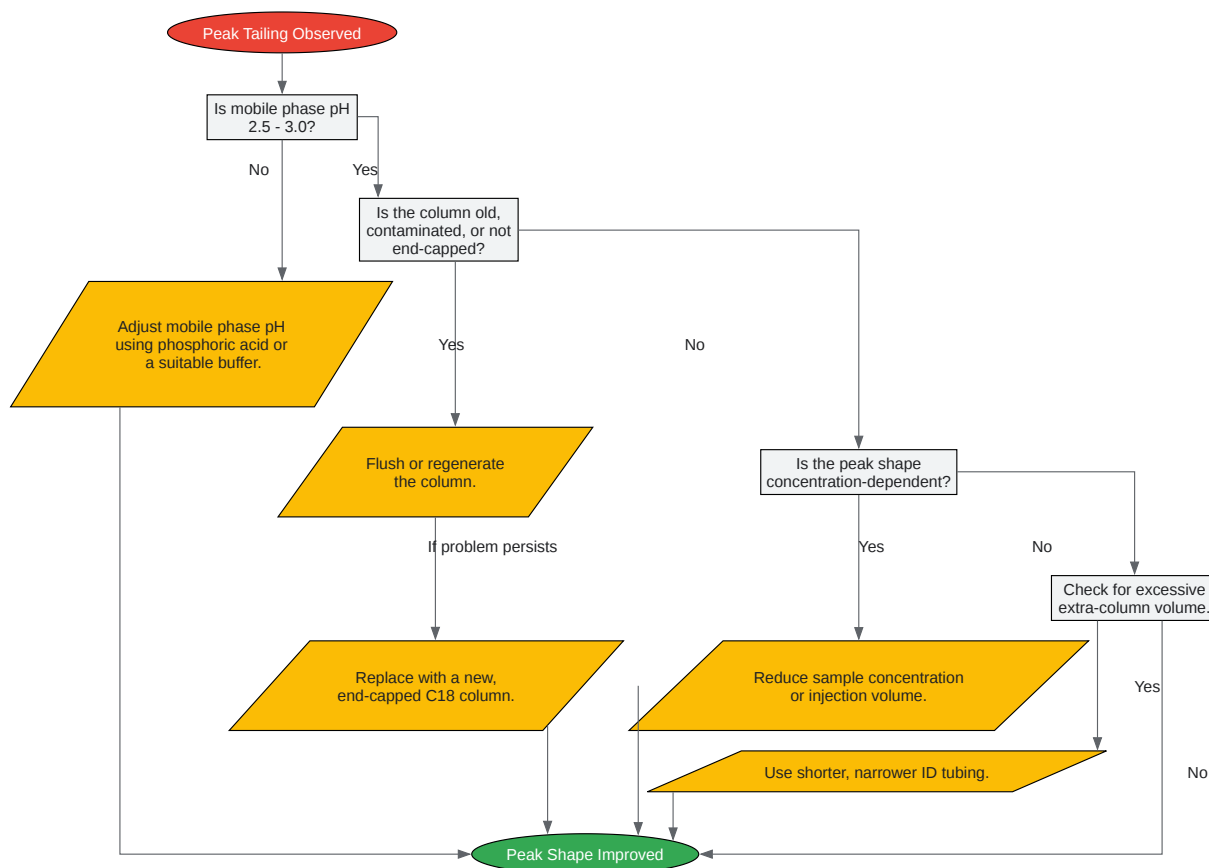 Peak Tailing Observed
Is mobile phase pH
2.5 - 3.0?
No
Yes
Is the column old,
contaminated, or not
end-capped?
Adjust mobile phase pH
using phosphoric acid or
a suitable buffer.
Yes
No
Flush or regenerate
the column.
Is the peak shape
concentration-dependent?
If problem persists
Yes
No
Check for excessive
extra-column volume.
Replace with a new,
end-capped C18 column.
Reduce sample concentration
or injection volume.
Yes
Use shorter, narrower ID tubing.
No
Peak Shape Improved